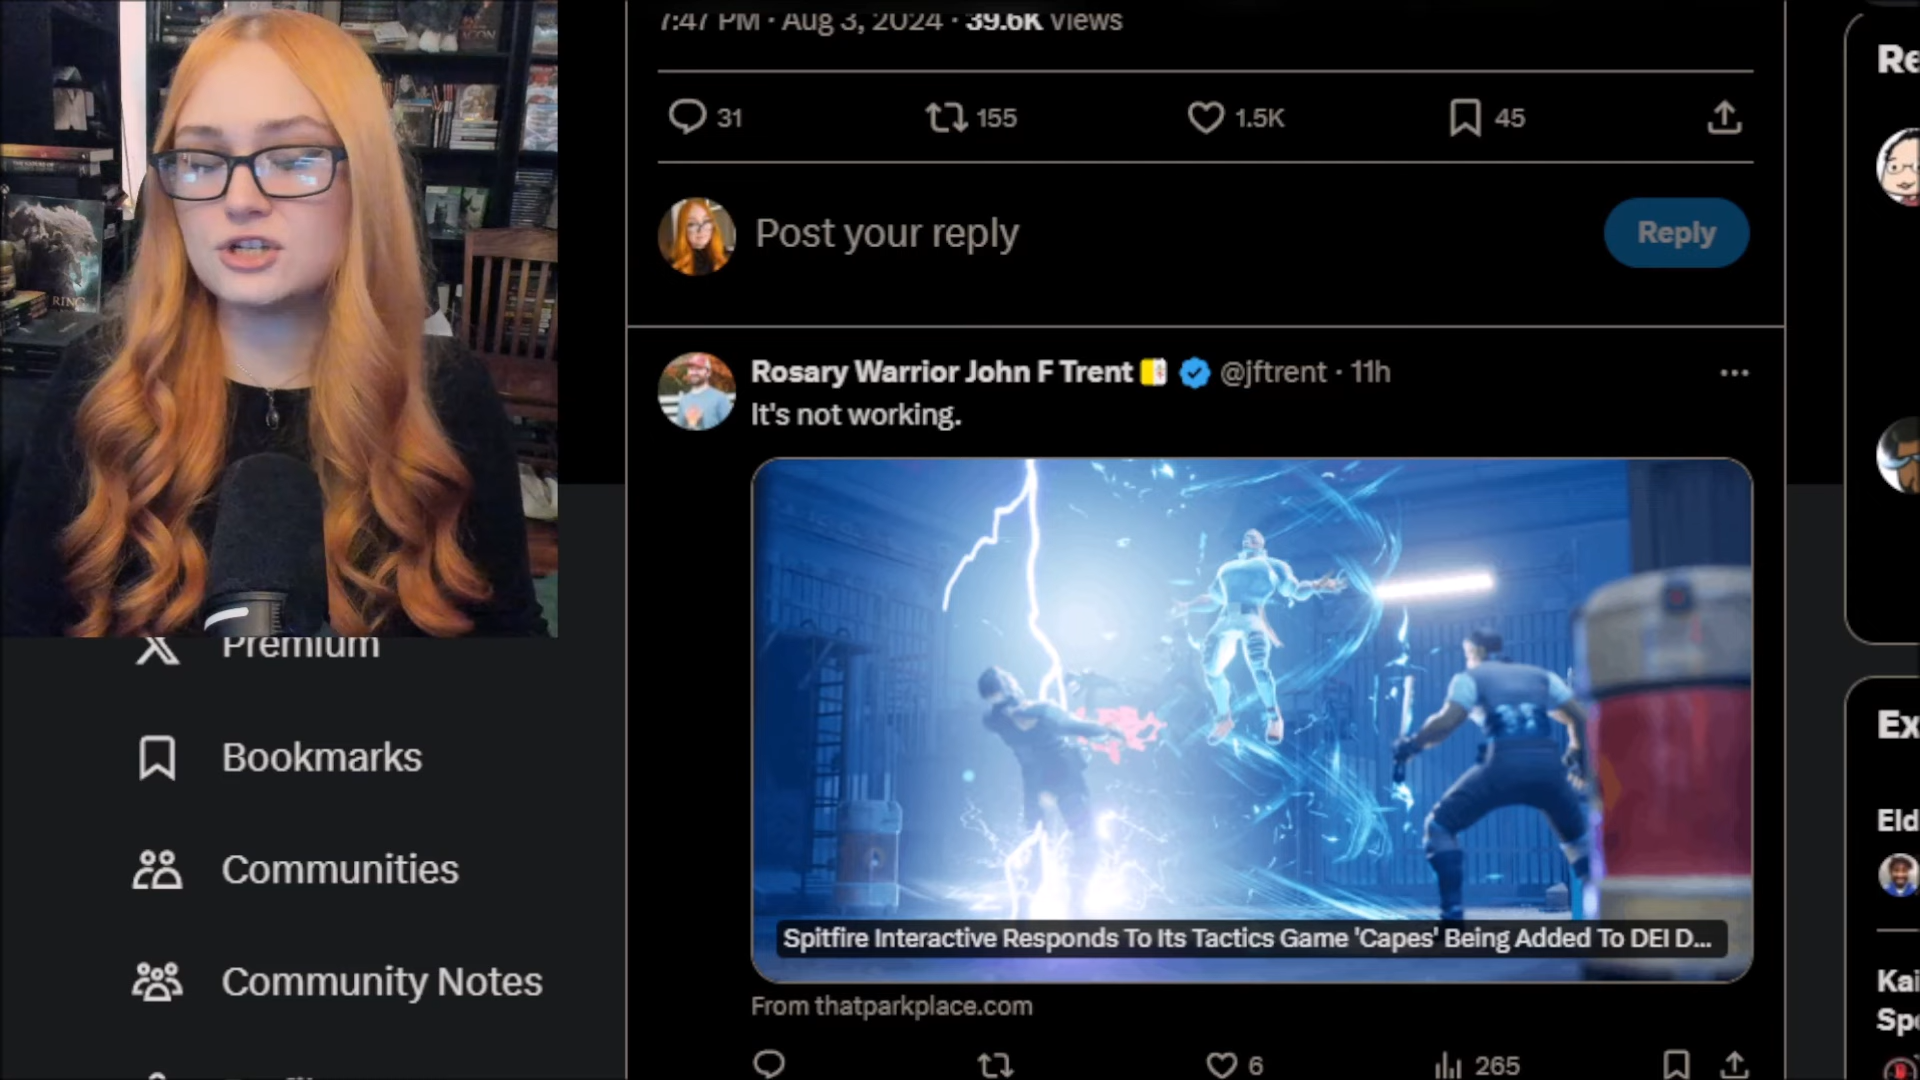 7:47 PM · Aug 3, 2024 · 39.6K Views
31 155 1.5K 45
Post your reply
Reply
Rosary Warrior John F Trent @jftrent · 11h
It's not working.
Spitfire Interactive Responds To Its Tactics Game 'Capes' Being Added To DEI D...
From thatparkplace.com
6 265
Premium
Bookmarks
Communities
Community Notes
Re
Ex
Eld
Kai
Spe
RING